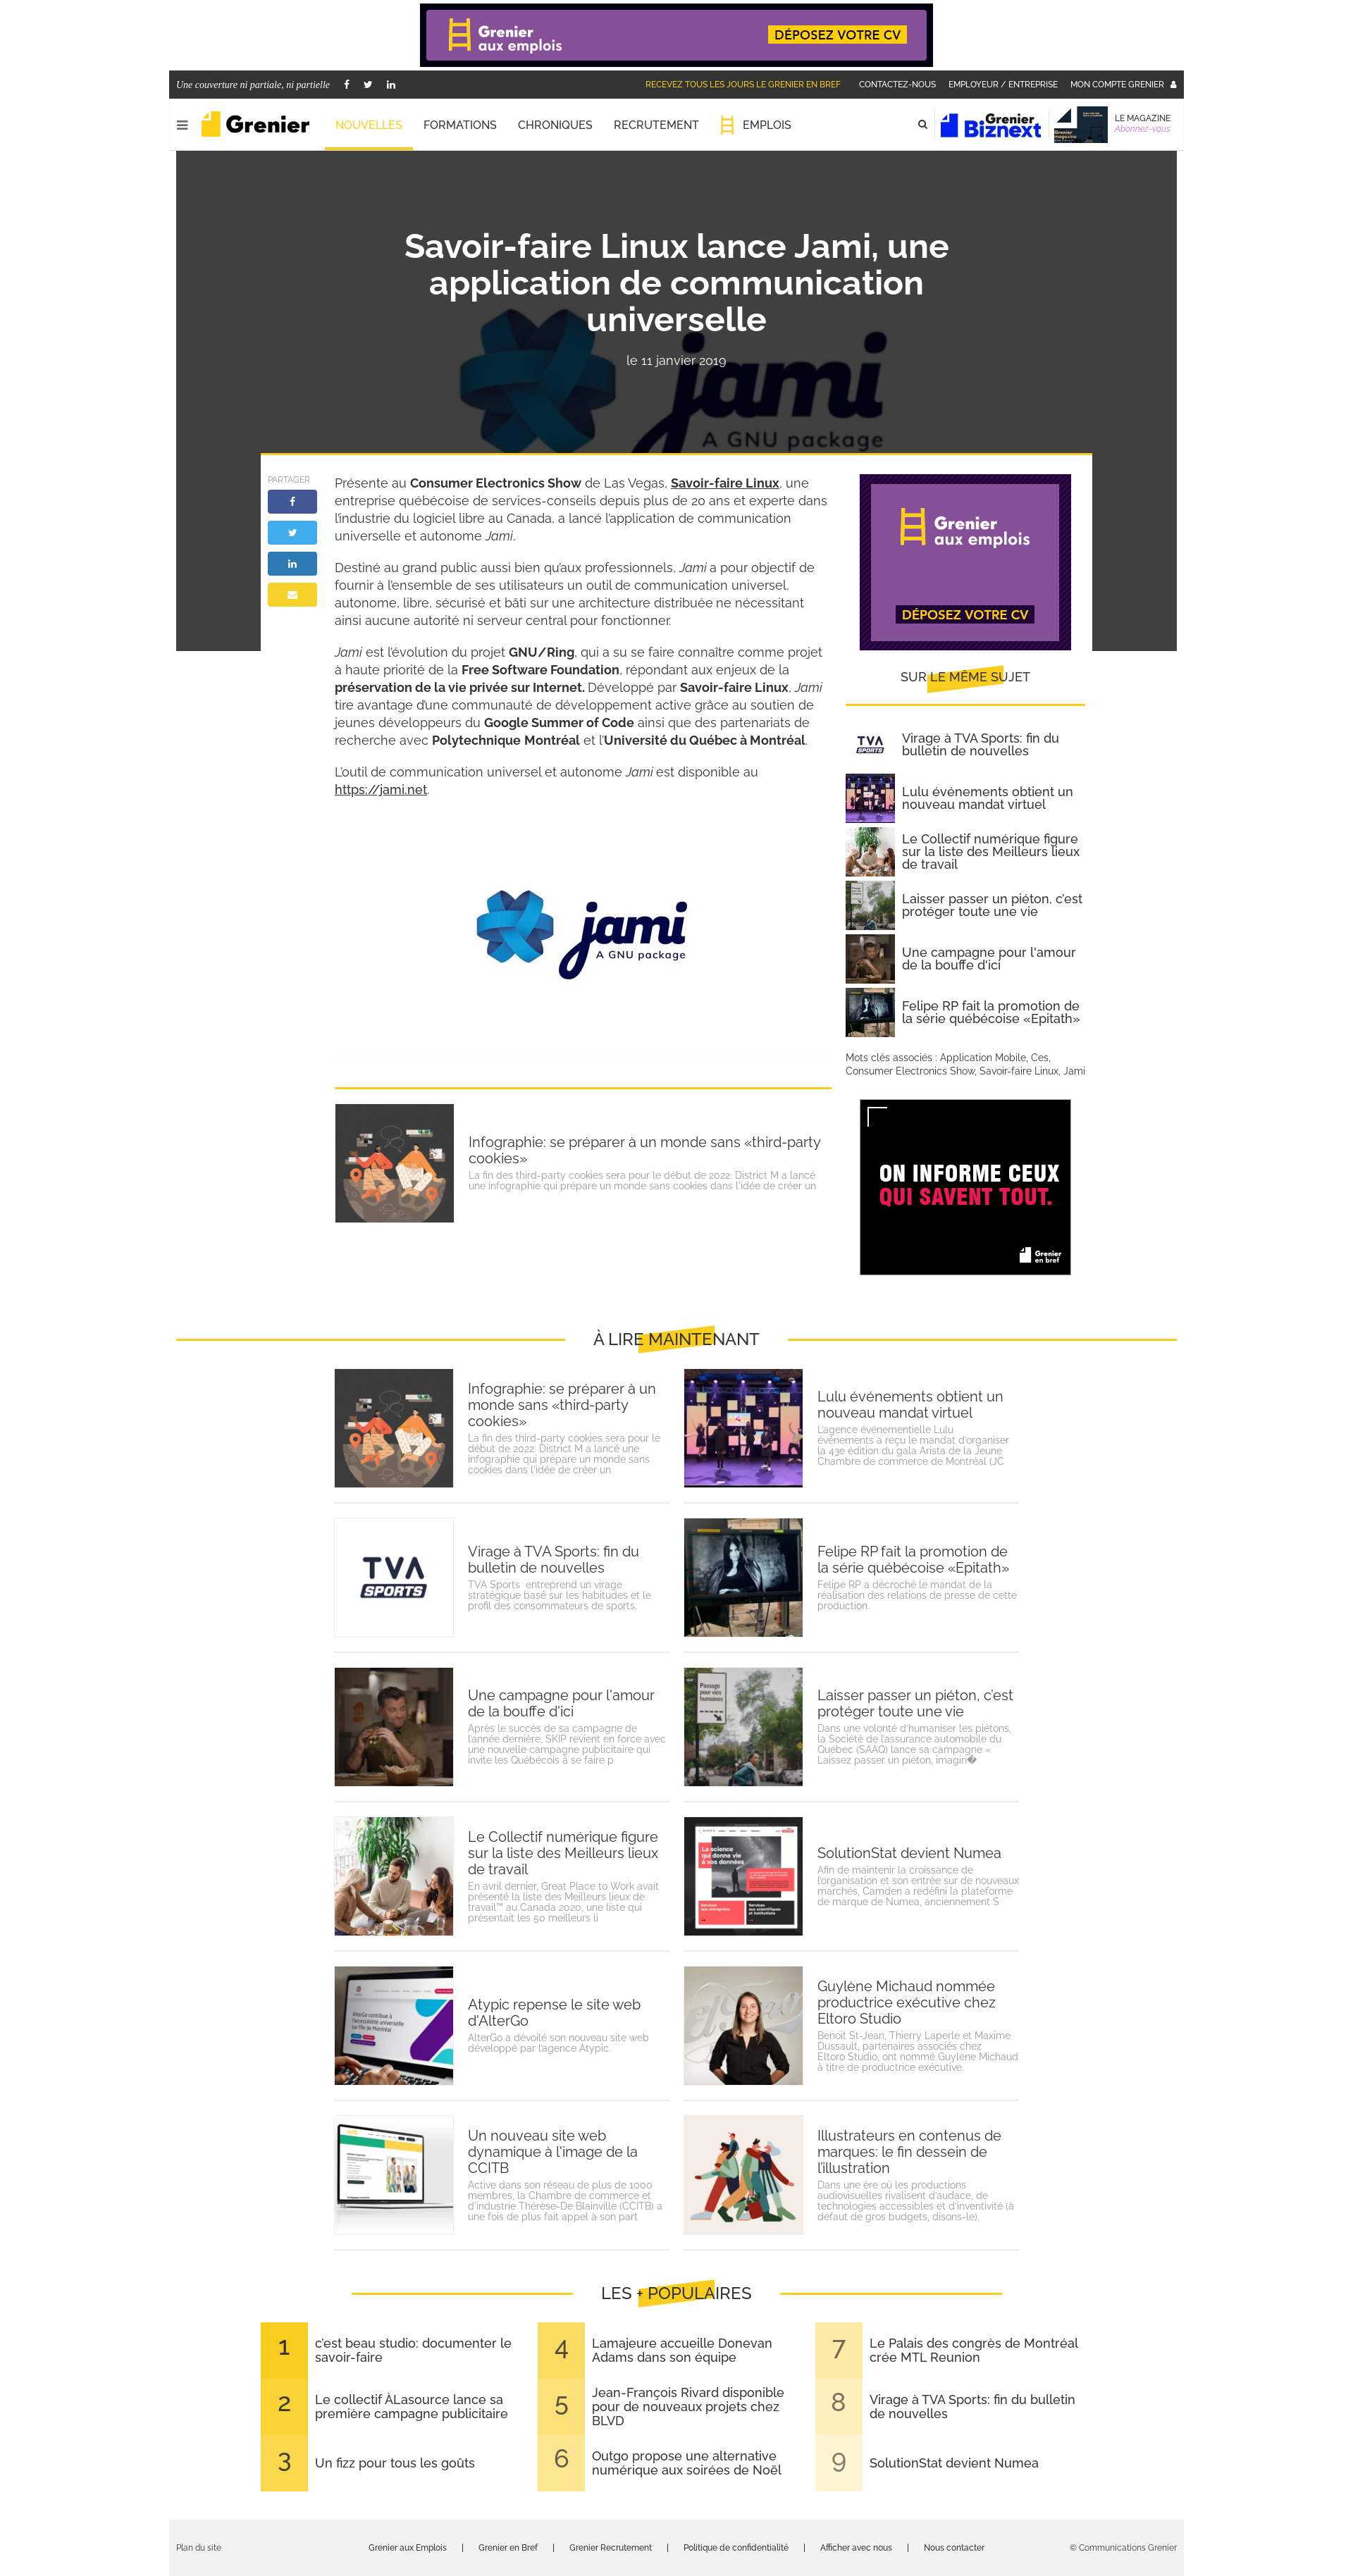 Grenier
aux emplois
DÉPOSEZ VOTRE CV
Une couverture ni partiale, ni partielle
RECEVEZ TOUS LES JOURS LE GRENIER EN BREF
CONTACTEZ-NOUS
EMPLOYEUR / ENTREPRISE
MON COMPTE GRENIER
Grenier
NOUVELLES
FORMATIONS
CHRONIQUES
RECRUTEMENT
EMPLOIS
Grenier
Biznext
LE MAGAZINE
Abonnez-vous
Savoir-faire Linux lance Jami, une
application de communication
universelle
le 11 janvier 2019
jami
A GNU package
PARTAGER
Présente au Consumer Electronics Show de Las Vegas, Savoir-faire Linux, une
entreprise québécoise de services-conseils depuis plus de 20 ans et experte dans
l'industrie du logiciel libre au Canada, a lancé l'application de communication
universelle et autonome Jami.
Destiné au grand public aussi bien qu'aux professionnels, Jami a pour objectif de
fournir à l'ensemble de ses utilisateurs un outil de communication universel,
autonome, libre, sécurisé et bâti sur une architecture distribuée ne nécessitant
ainsi aucune autorité ni serveur central pour fonctionner.
Jami est l'évolution du projet GNU/Ring, qui a su se faire connaître comme projet
à haute priorité de la Free Software Foundation, répondant aux enjeux de la
préservation de la vie privée sur Internet. Développé par Savoir-faire Linux, Jami
tire avantage d'une communauté de développement active grâce au soutien de
jeunes développeurs du Google Summer of Code ainsi que des partenariats de
recherche avec Polytechnique Montréal et l'Université du Québec à Montréal.
L'outil de communication universel et autonome Jami est disponible au
https://jami.net.
jami
A GNU package
Infographie: se préparer à un monde sans «third-party
cookies»
La fin des third-party cookies sera pour le début de 2022. District M a lancé
une infographie qui prépare un monde sans cookies dans l'idée de créer un
Grenier
aux emplois
DÉPOSEZ VOTRE CV
SUR LE MÊME SUJET
TVA
SPORTS
Virage à TVA Sports: fin du
bulletin de nouvelles
Lulu événements obtient un
nouveau mandat virtuel
Le Collectif numérique figure
sur la liste des Meilleurs lieux
de travail
Laisser passer un piéton, c'est
protéger toute une vie
Une campagne pour l'amour
de la bouffe d'ici
Felipe RP fait la promotion de
la série québécoise «Epitath»
Mots clés associés : Application Mobile, Ces,
Consumer Electronics Show, Savoir-faire Linux, Jami
ON INFORME CEUX
QUI SAVENT TOUT.
Grenier
en bref
À LIRE MAINTENANT
Infographie: se préparer à un
monde sans «third-party
cookies»
La fin des third-party cookies sera pour le
début de 2022. District M a lancé une
infographie qui prépare un monde sans
cookies dans l'idée de créer un
Lulu événements obtient un
nouveau mandat virtuel
L'agence événementielle Lulu
événements a reçu le mandat d'organiser
la 43e édition du gala Arista de la Jeune
Chambre de commerce de Montréal (JC
TVA
SPORTS
Virage à TVA Sports: fin du
bulletin de nouvelles
TVA Sports entreprend un virage
stratégique basé sur les habitudes et le
profil des consommateurs de sports.
Felipe RP fait la promotion de
la série québécoise «Epitath»
Felipe RP a décroché le mandat de la
réalisation des relations de presse de cette
production.
Une campagne pour l'amour
de la bouffe d'ici
Après le succès de sa campagne de
l'année dernière, SKIP revient en force avec
une nouvelle campagne publicitaire qui
invite les Québécois à se faire p
Passage
pour vies
humaines
Laisser passer un piéton, c'est
protéger toute une vie
Dans une volonté d'humaniser les piétons,
la Société de l'assurance automobile du
Québec (SAAQ) lance sa campagne «
Laissez passer un piéton, imagin�
Le Collectif numérique figure
sur la liste des Meilleurs lieux
de travail
En avril dernier, Great Place to Work avait
présenté la liste des Meilleurs lieux de
travail™ au Canada 2020, une liste qui
présentait les 50 meilleurs li
La science
qui donne vie
à vos données
SolutionStat devient Numea
Afin de maintenir la croissance de
l'organisation et son entrée sur de nouveaux
marchés, Camden a redéfini la plateforme
de marque de Numea, anciennement S
AlterGo contribue à
l'accessibilité universelle
sur l'île de Montréal
Atypic repense le site web
d'AlterGo
AlterGo a dévoilé son nouveau site web
développé par l'agence Atypic.
Guylène Michaud nommée
productrice exécutive chez
Eltoro Studio
Benoit St-Jean, Thierry Laperle et Maxime
Dussault, partenaires associés chez
Eltoro Studio, ont nommé Guylène Michaud
à titre de productrice exécutive.
Un nouveau site web
dynamique à l'image de la
CCITB
Active dans son réseau de plus de 1000
membres, la Chambre de commerce et
d'industrie Thérèse-De Blainville (CCITB) a
une fois de plus fait appel à son part
Illustrateurs en contenus de
marques: le fin dessein de
l'illustration
Dans une ère où les productions
audiovisuelles rivalisent d'audace, de
technologies accessibles et d'inventivité (à
défaut de gros budgets, disons-le),
LES + POPULAIRES
1
c'est beau studio: documenter le
savoir-faire
2
Le collectif ÀLasource lance sa
première campagne publicitaire
3
Un fizz pour tous les goûts
4
Lamajeure accueille Donevan
Adams dans son équipe
5
Jean-François Rivard disponible
pour de nouveaux projets chez
BLVD
6
Outgo propose une alternative
numérique aux soirées de Noël
7
Le Palais des congrès de Montréal
crée MTL Reunion
8
Virage à TVA Sports: fin du bulletin
de nouvelles
9
SolutionStat devient Numea
Plan du site
Grenier aux Emplois | Grenier en Bref | Grenier Recrutement | Politique de confidentialité | Afficher avec nous | Nous contacter
© Communications Grenier